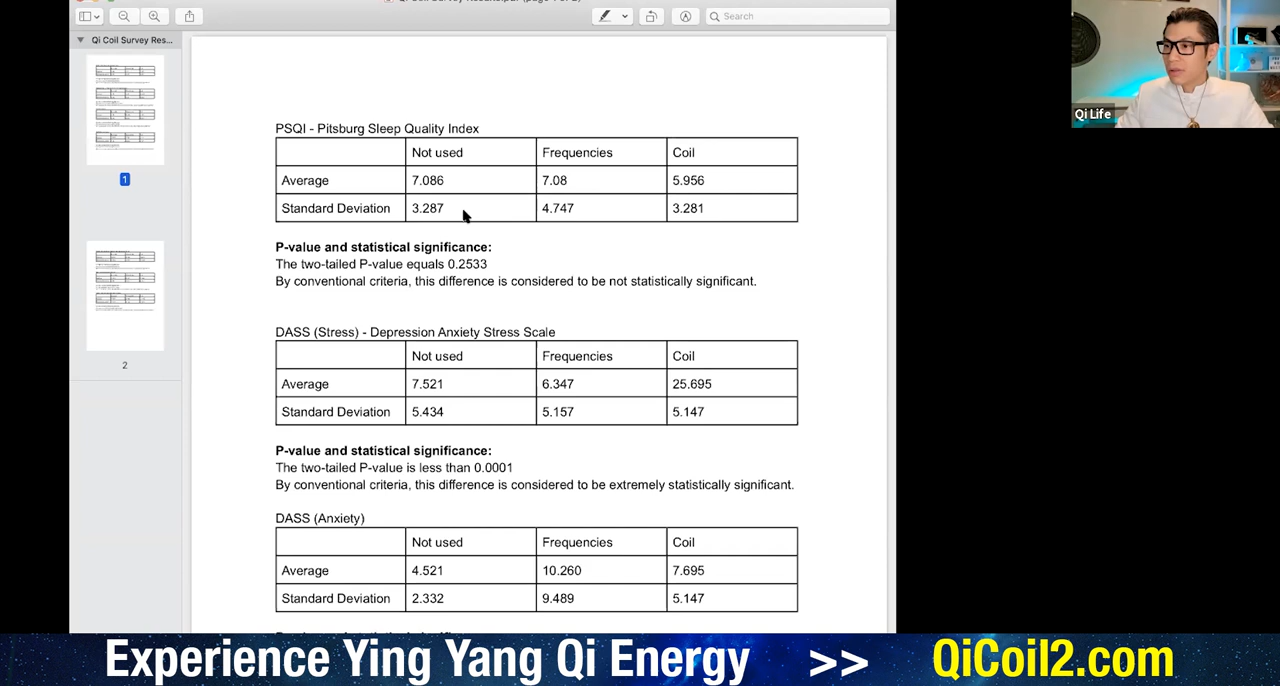 Search
Qi Coil Survey Res...
1
2
Qi Life
PSQI - Pitsburg Sleep Quality Index
Not used Frequencies Coil
Average 7.086 7.08 5.956
Standard Deviation 3.287 4.747 3.281
P-value and statistical significance:
The two-tailed P-value equals 0.2533
By conventional criteria, this difference is considered to be not statistically significant.
DASS (Stress) - Depression Anxiety Stress Scale
Not used Frequencies Coil
Average 7.521 6.347 25.695
Standard Deviation 5.434 5.157 5.147
P-value and statistical significance:
The two-tailed P-value is less than 0.0001
By conventional criteria, this difference is considered to be extremely statistically significant.
DASS (Anxiety)
Not used Frequencies Coil
Average 4.521 10.260 7.695
Standard Deviation 2.332 9.489 5.147
Experience Ying Yang Qi Energy >> QiCoil2.com